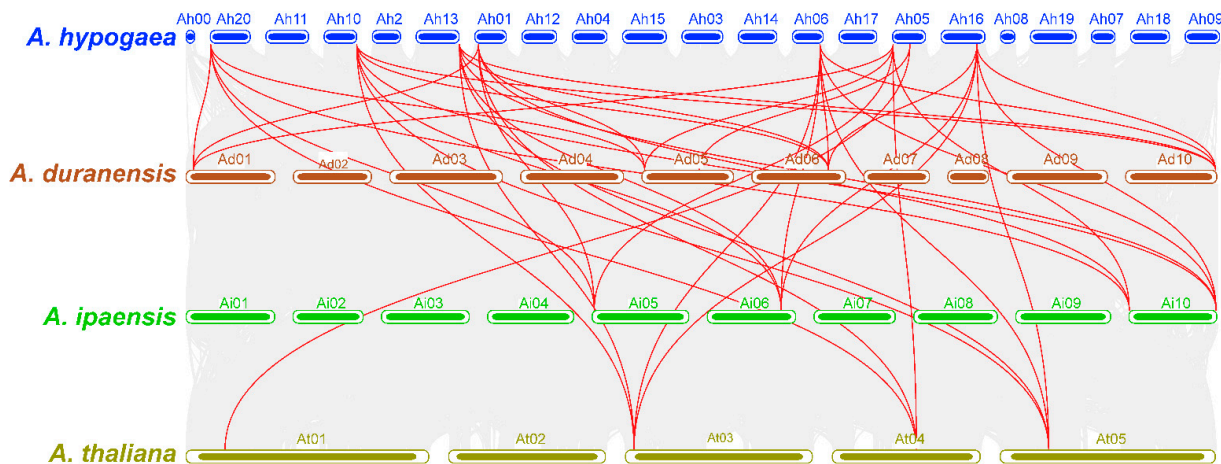 Ah00 Ah20 Ah11 Ah10 Ah2 Ah13 Ah01 Ah12 Ah04 Ah15 Ah03 Ah14 Ah06 Ah17 Ah05 Ah16 Ah08 Ah19 Ah07 Ah18 Ah09
A. hypogaea
Ad01 Ad02 Ad03 Ad04 Ad05 Ad06 Ad07 Ad08 Ad09 Ad10
A. duranensis
Ai01 Ai02 Ai03 Ai04 Ai05 Ai06 Ai07 Ai08 Ai09 Ai10
A. ipaensis
At01 At02 At03 At04 At05
A. thaliana